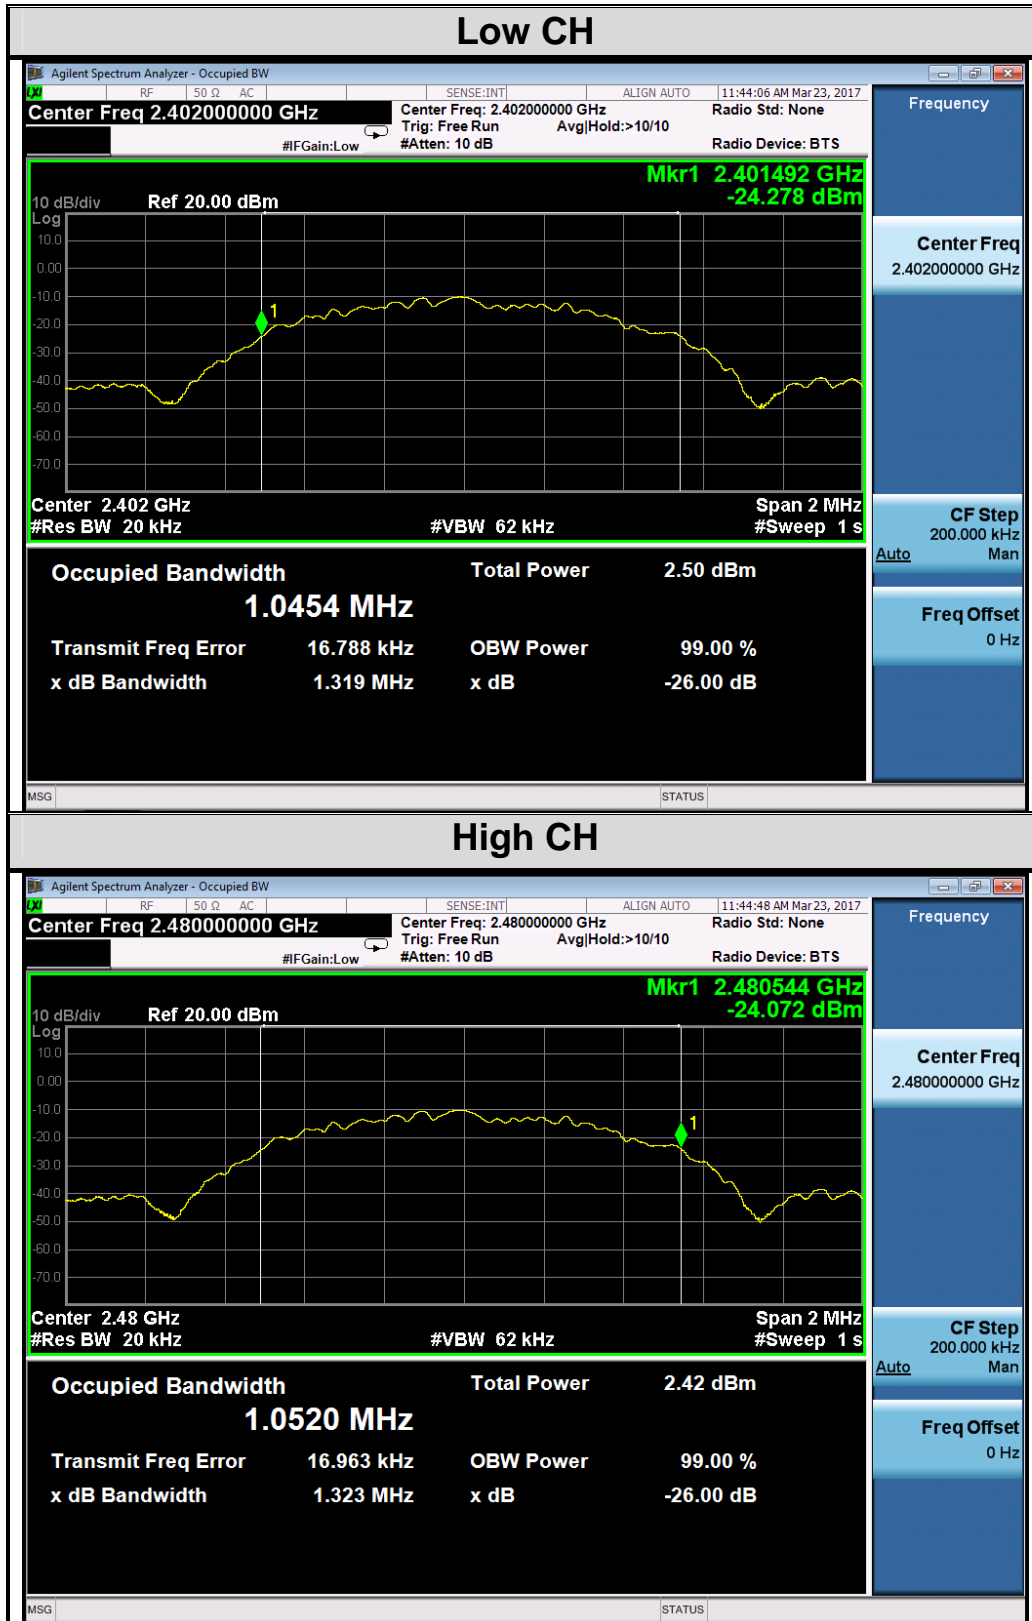 Low CH
Agilent Spectrum Analyzer - Occupied BW
LXI RF 50 Ω AC SENSE:INT ALIGN AUTO 11:44:06 AM Mar 23, 2017
Center Freq 2.402000000 GHz Center Freq: 2.402000000 GHz Radio Std: None Frequency
Trig: Free Run Avg|Hold:>10/10
#IFGain:Low #Atten: 10 dB Radio Device: BTS
Mkr1 2.401492 GHz
10 dB/div Ref 20.00 dBm -24.278 dBm
Log
10.0
0.00
-10.0
-20.0
-30.0
-40.0
-50.0
-60.0
-70.0
1
Center Freq
2.402000000 GHz
Center 2.402 GHz Span 2 MHz
#Res BW 20 kHz #VBW 62 kHz #Sweep 1 s
CF Step
200.000 kHz
Auto Man
Occupied Bandwidth Total Power 2.50 dBm
1.0454 MHz
Freq Offset
0 Hz
Transmit Freq Error 16.788 kHz OBW Power 99.00 %
x dB Bandwidth 1.319 MHz x dB -26.00 dB
MSG STATUS
High CH
Agilent Spectrum Analyzer - Occupied BW
LXI RF 50 Ω AC SENSE:INT ALIGN AUTO 11:44:48 AM Mar 23, 2017
Center Freq 2.480000000 GHz Center Freq: 2.480000000 GHz Radio Std: None Frequency
Trig: Free Run Avg|Hold:>10/10
#IFGain:Low #Atten: 10 dB Radio Device: BTS
Mkr1 2.480544 GHz
10 dB/div Ref 20.00 dBm -24.072 dBm
Log
10.0
0.00
-10.0
-20.0
-30.0
-40.0
-50.0
-60.0
-70.0
1
Center Freq
2.480000000 GHz
Center 2.48 GHz Span 2 MHz
#Res BW 20 kHz #VBW 62 kHz #Sweep 1 s
CF Step
200.000 kHz
Auto Man
Occupied Bandwidth Total Power 2.42 dBm
1.0520 MHz
Freq Offset
0 Hz
Transmit Freq Error 16.963 kHz OBW Power 99.00 %
x dB Bandwidth 1.323 MHz x dB -26.00 dB
MSG STATUS